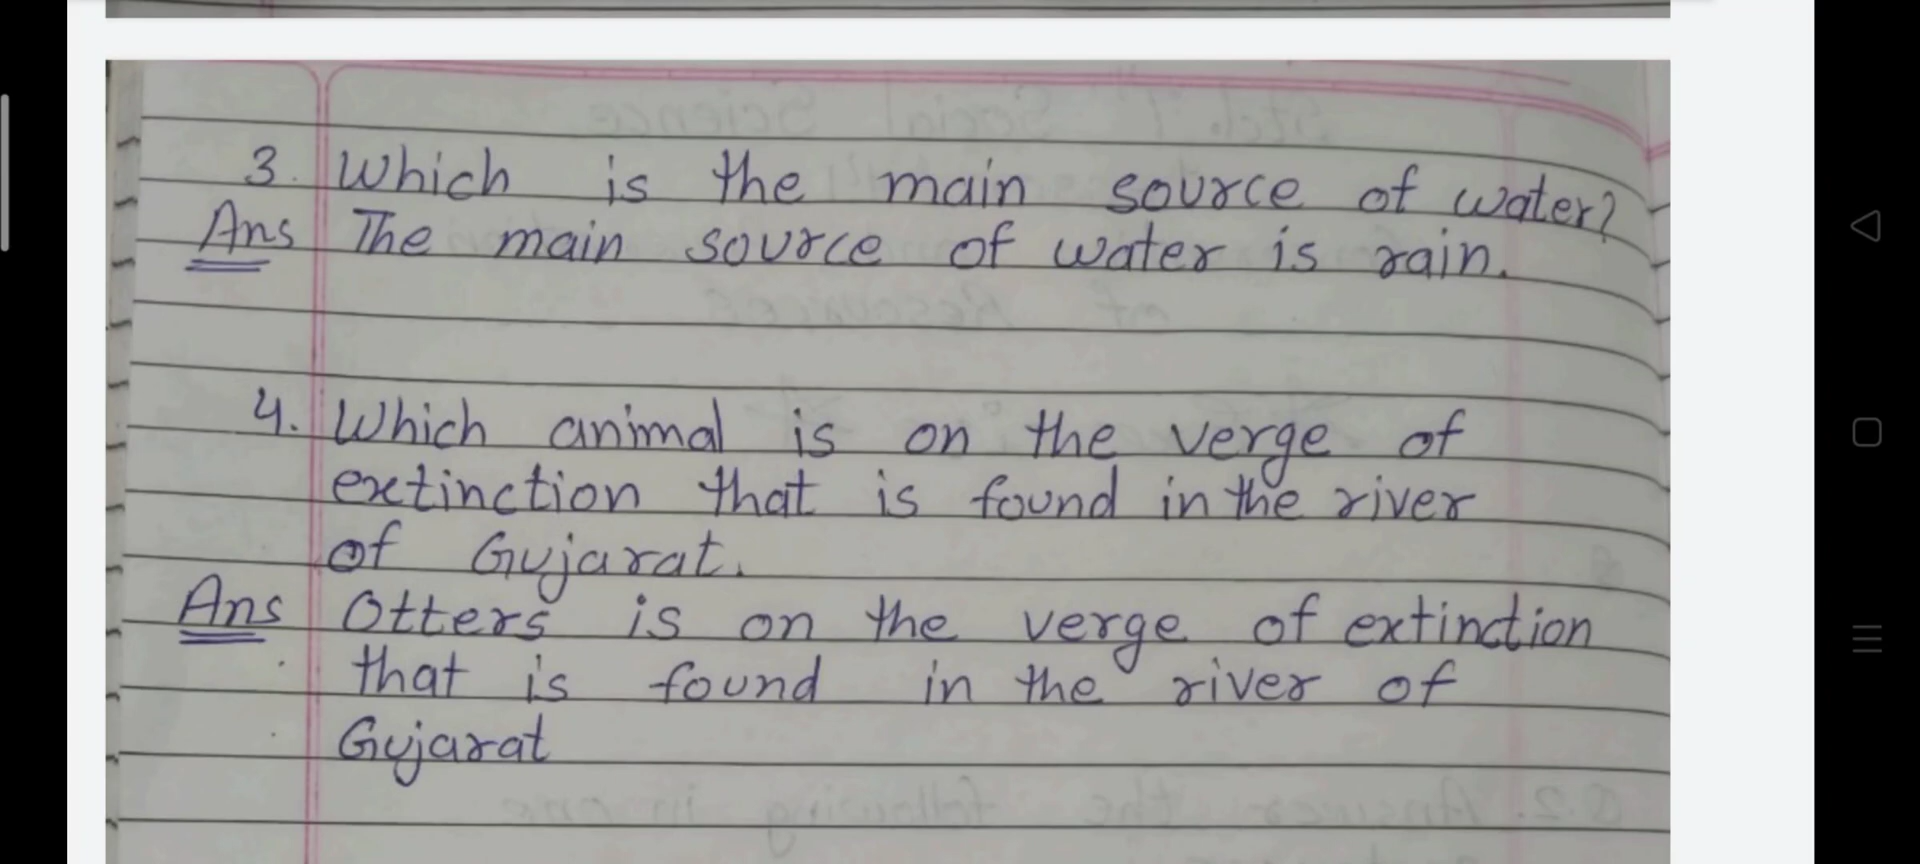 3. Which is the main source of water?
Ans The main source of water is rain.
4. Which animal is on the verge of
extinction that is found in the river
of Gujarat.
Ans Otters is on the verge of extinction
that is found in the river of
Gujarat